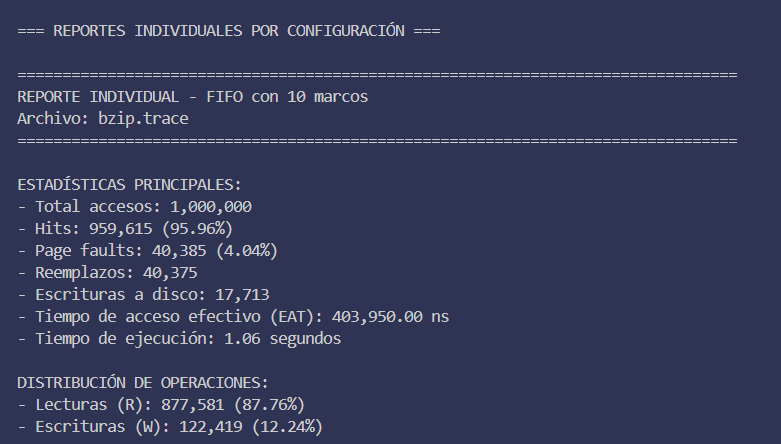 === REPORTES INDIVIDUALES POR CONFIGURACIÓN ===
================================================================================
REPORTE INDIVIDUAL - FIFO con 10 marcos
Archivo: bzip.trace
================================================================================
ESTADÍSTICAS PRINCIPALES:
- Total accesos: 1,000,000
- Hits: 959,615 (95.96%)
- Page faults: 40,385 (4.04%)
- Reemplazos: 40,375
- Escrituras a disco: 17,713
- Tiempo de acceso efectivo (EAT): 403,950.00 ns
- Tiempo de ejecución: 1.06 segundos
DISTRIBUCIÓN DE OPERACIONES:
- Lecturas (R): 877,581 (87.76%)
- Escrituras (W): 122,419 (12.24%)